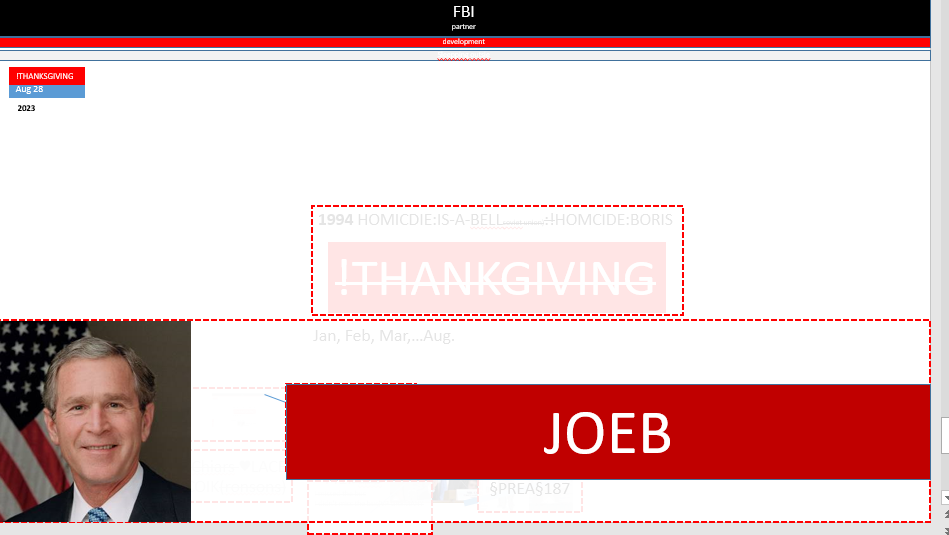 FBI
partner
development
!THANKSGIVING
Aug 28
2023
1994 HOMICDIE:IS-A-BELL HOMCIDE:BORIS
!THANKGIVING
Jan, Feb, Mar,...Aug.
JOEB
§PREA§187